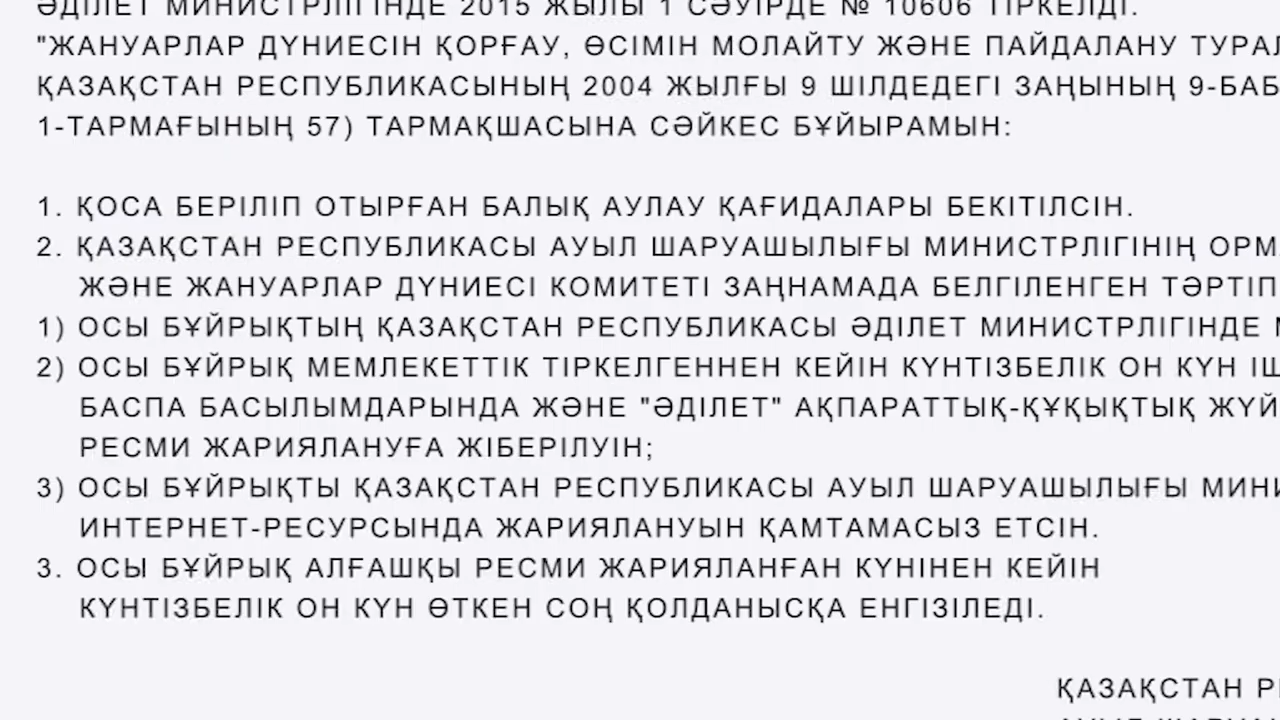 ӘДІЛЕТ МИНИСТРЛІГІНДЕ 2015 ЖЫЛЫ 1 СӘУІРДЕ № 10606 ТІРКЕЛДІ.
"ЖАНУАРЛАР ДҮНИЕСІН ҚОРҒАУ, ӨСІМІН МОЛАЙТУ ЖӘНЕ ПАЙДАЛАНУ
ҚАЗАҚСТАН РЕСПУБЛИКАСЫНЫҢ 2004 ЖЫЛҒЫ 9 ШІЛДЕДЕГІ ЗАҢЫНЫҢ 9-БАБ
1-ТАРМАҒЫНЫҢ 57) ТАРМАҚШАСЫНА СӘЙКЕС БҰЙЫРАМЫН:
1. ҚОСА БЕРІЛІП ОТЫРҒАН БАЛЫҚ АУЛАУ ҚАҒИДАЛАРЫ БЕКІТІЛСІН.
2. ҚАЗАҚСТАН РЕСПУБЛИКАСЫ АУЫЛ ШАРУАШЫЛЫҒЫ МИНИСТРЛІГІНІҢ ОРМ
ЖӘНЕ ЖАНУАРЛАР ДҮНИЕСІ КОМИТЕТІ ЗАҢНАМАДА БЕЛГІЛЕНГЕН ТӘРТІП
1) ОСЫ БҰЙРЫҚТЫҢ ҚАЗАҚСТАН РЕСПУБЛИКАСЫ ӘДІЛЕТ МИНИСТРЛІГІНДЕ
2) ОСЫ БҰЙРЫҚ МЕМЛЕКЕТТІК ТІРКЕЛГЕННЕН КЕЙІН КҮНТІЗБЕЛІК ОН КҮН ІШ
БАСПА БАСЫЛЫМДАРЫНДА ЖӘНЕ "ӘДІЛЕТ" АҚПАРАТТЫҚ-ҚҰҚЫҚТЫҚ ЖҮЙ
РЕСМИ ЖАРИЯЛАНУҒА ЖІБЕРІЛУІН;
3) ОСЫ БҰЙРЫҚТЫ ҚАЗАҚСТАН РЕСПУБЛИКАСЫ АУЫЛ ШАРУАШЫЛЫҒЫ МИНИ
ИНТЕРНЕТ-РЕСУРСЫНДА ЖАРИЯЛАНУЫН ҚАМТАМАСЫЗ ЕТСІН.
3. ОСЫ БҰЙРЫҚ АЛҒАШҚЫ РЕСМИ ЖАРИЯЛАНҒАН КҮНІНЕН КЕЙІН
КҮНТІЗБЕЛІК ОН КҮН ӨТКЕН СОҢ ҚОЛДАНЫСҚА ЕНГІЗІЛЕДІ.
ҚАЗАҚСТАН